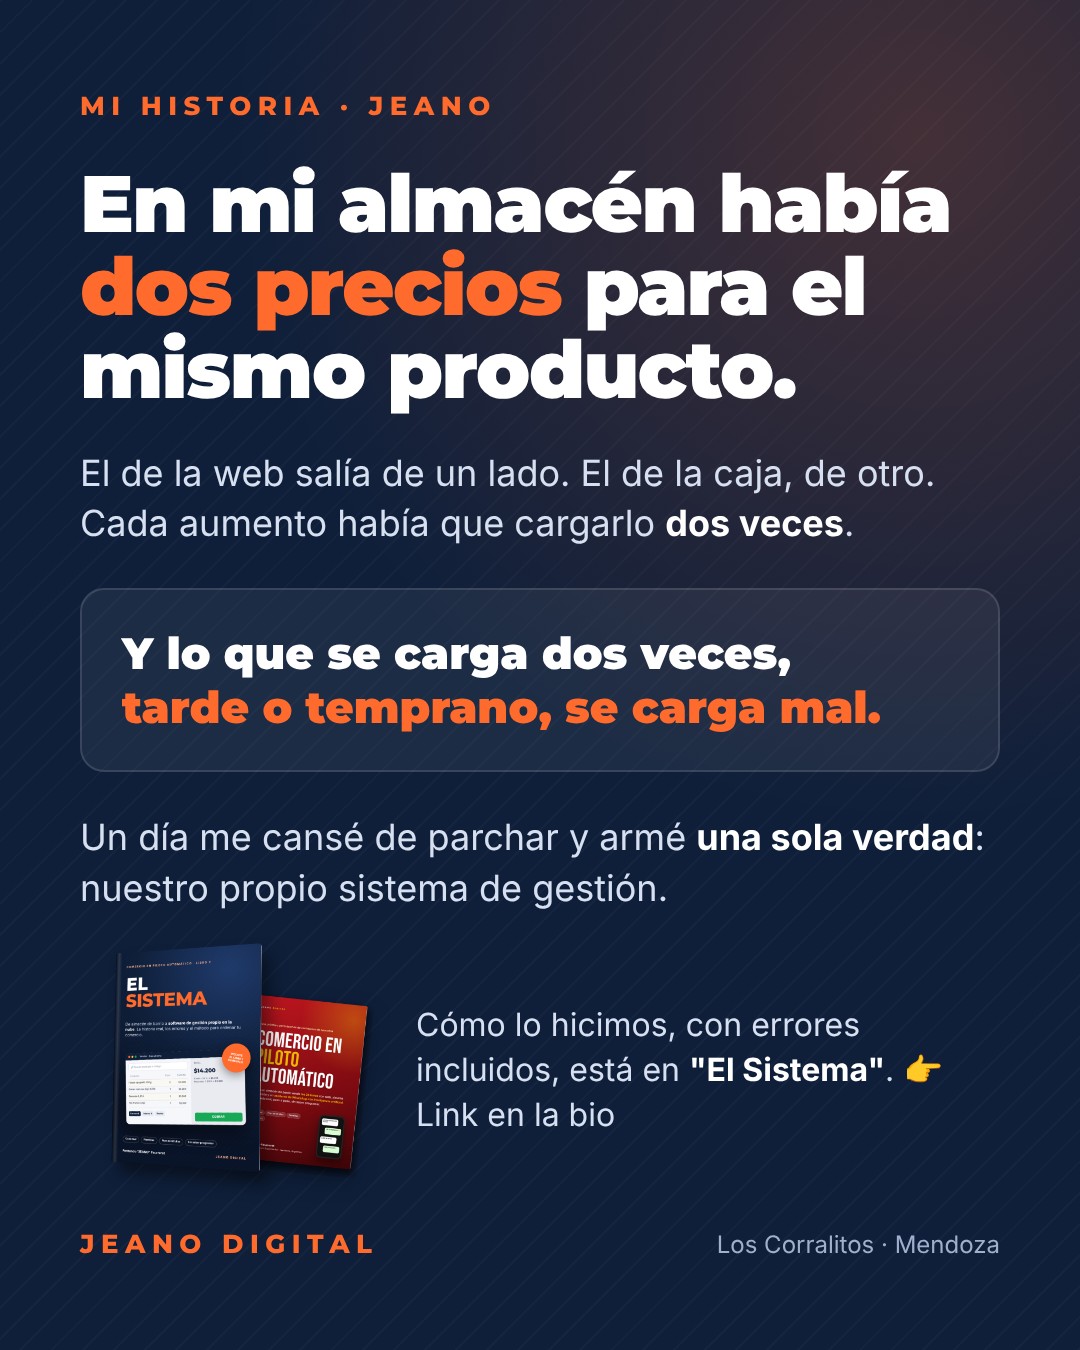 MI HISTORIA · JEANO
En mi almacén había
dos precios para el
mismo producto.
El de la web salía de un lado. El de la caja, de otro.
Cada aumento había que cargarlo dos veces.
Y lo que se carga dos veces,
tarde o temprano, se carga mal.
Un día me cansé de parchar y armé una sola verdad:
nuestro propio sistema de gestión.
EL
SISTEMA
$14.200
COMERCIO EN
PILOTO
AUTOMÁTICO
JEANO DIGITAL
Cómo lo hicimos, con errores
incluidos, está en "El Sistema". 👉
Link en la bio
JEANO DIGITAL
Los Corralitos · Mendoza